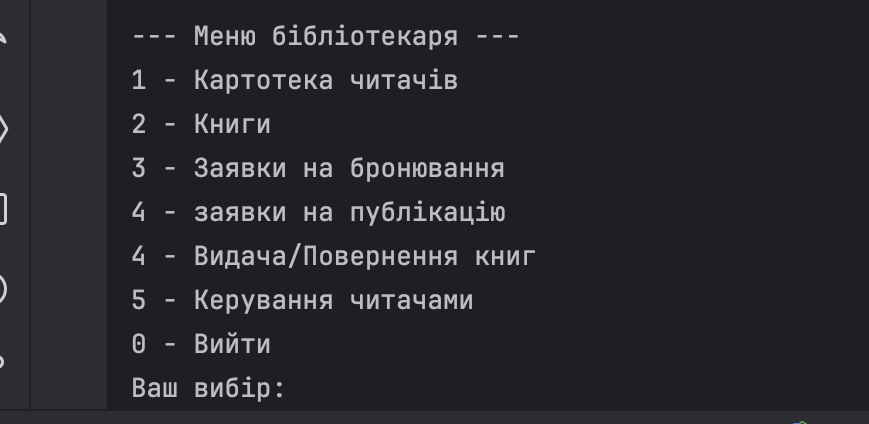 --- Меню бібліотекаря ---
1 - Картотека читачів
2 - Книги
3 - Заявки на бронювання
4 - заявки на публікацію
4 - Видача/Повернення книг
5 - Керування читачами
0 - Вийти
Ваш вибір: